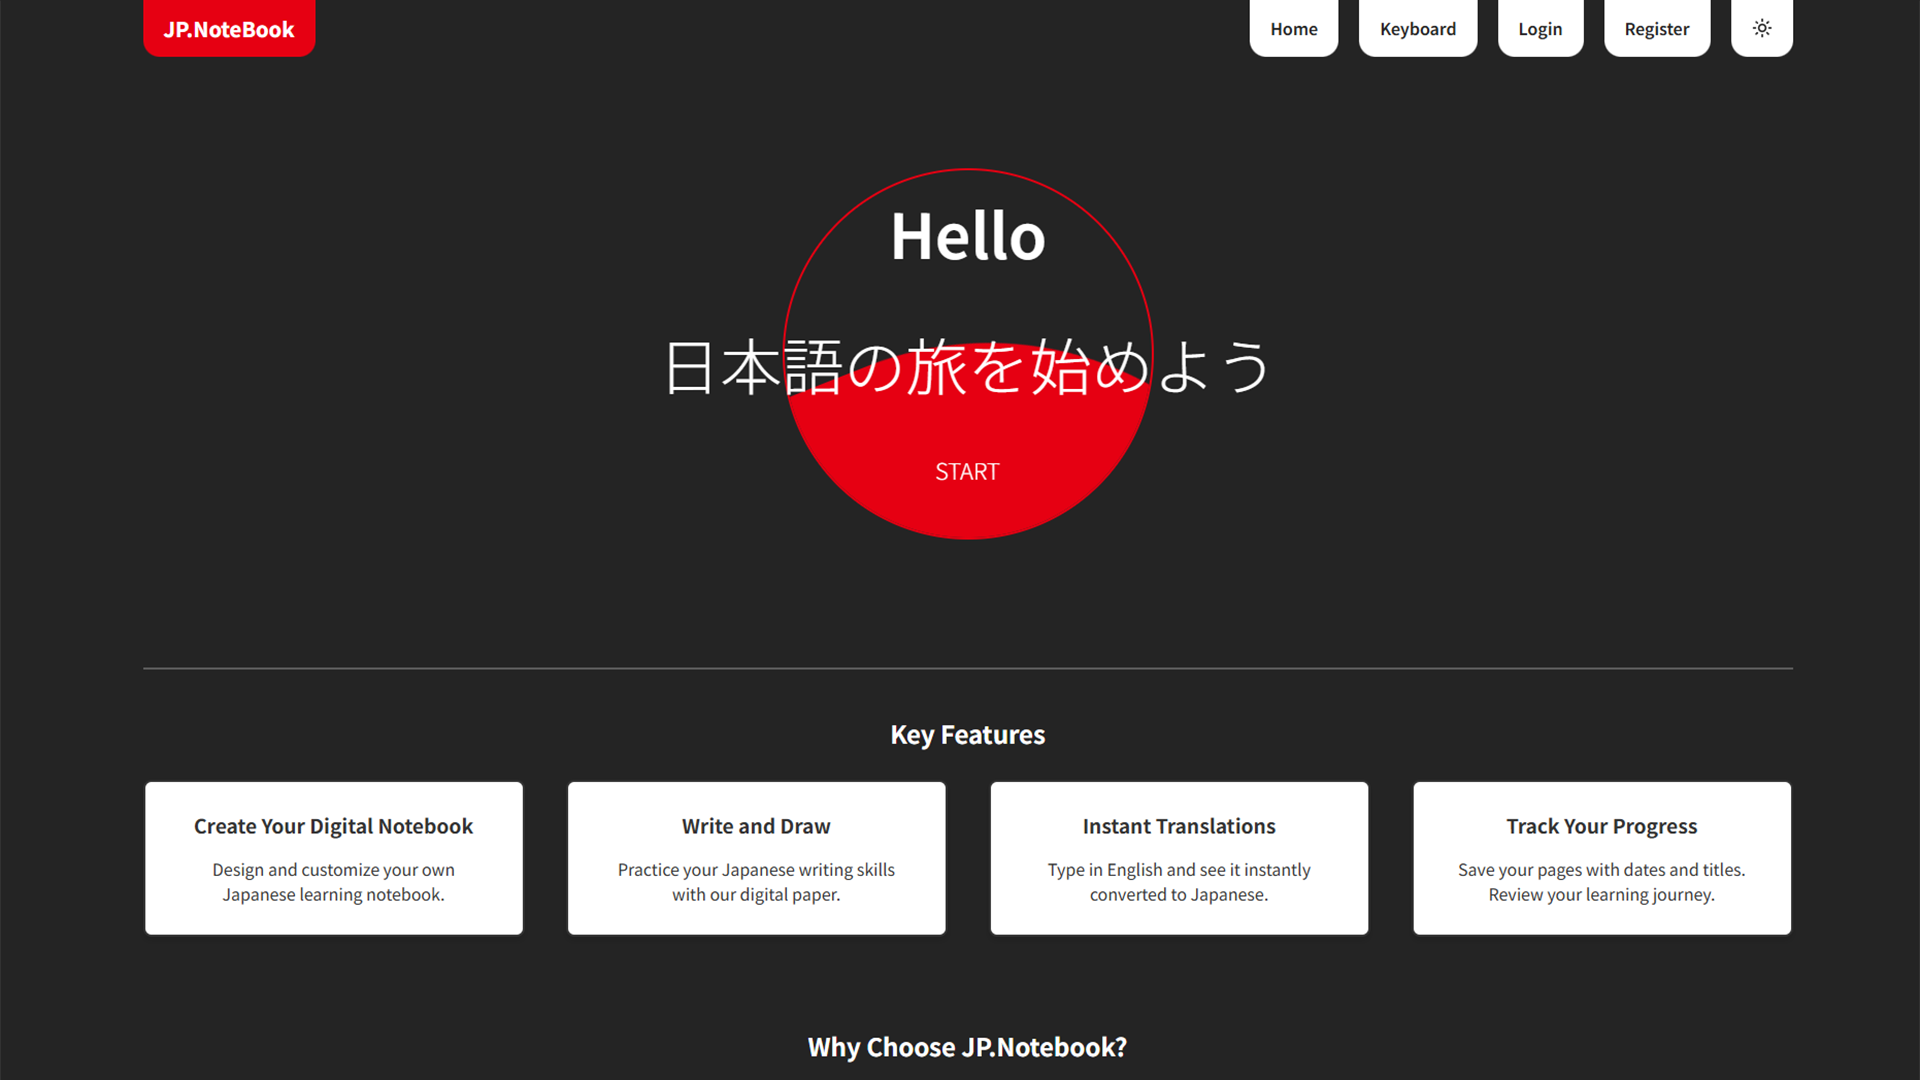 JP.NoteBook
Home
Keyboard
Login
Register
Hello
日本語の旅を始めよう
START
Key Features
Create Your Digital Notebook
Design and customize your own
Japanese learning notebook.
Write and Draw
Practice your Japanese writing skills
with our digital paper.
Instant Translations
Type in English and see it instantly
converted to Japanese.
Track Your Progress
Save your pages with dates and titles.
Review your learning journey.
Why Choose JP.Notebook?